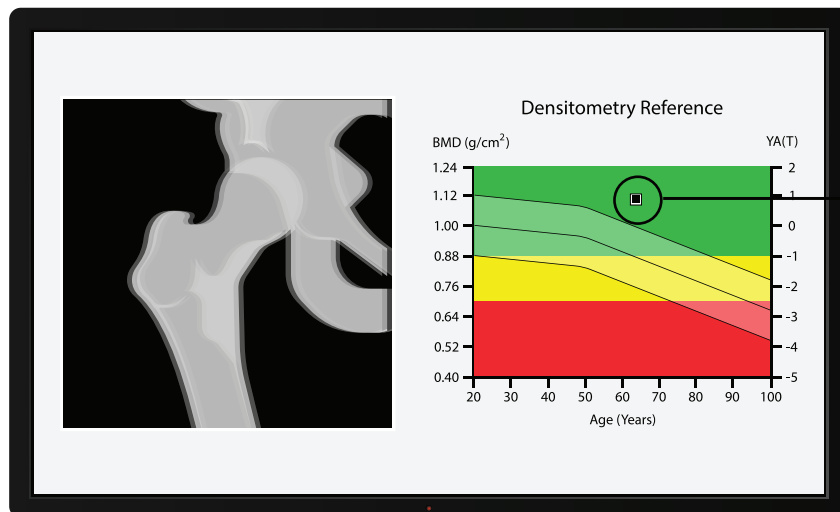 Densitometry Reference
BMD (g/cm²) YA(T)
1.24 2
1.12 1
1.00 0
0.88 -1
0.76 -2
0.64 -3
0.52 -4
0.40 -5
20 30 40 50 60 70 80 90 100
Age (Years)